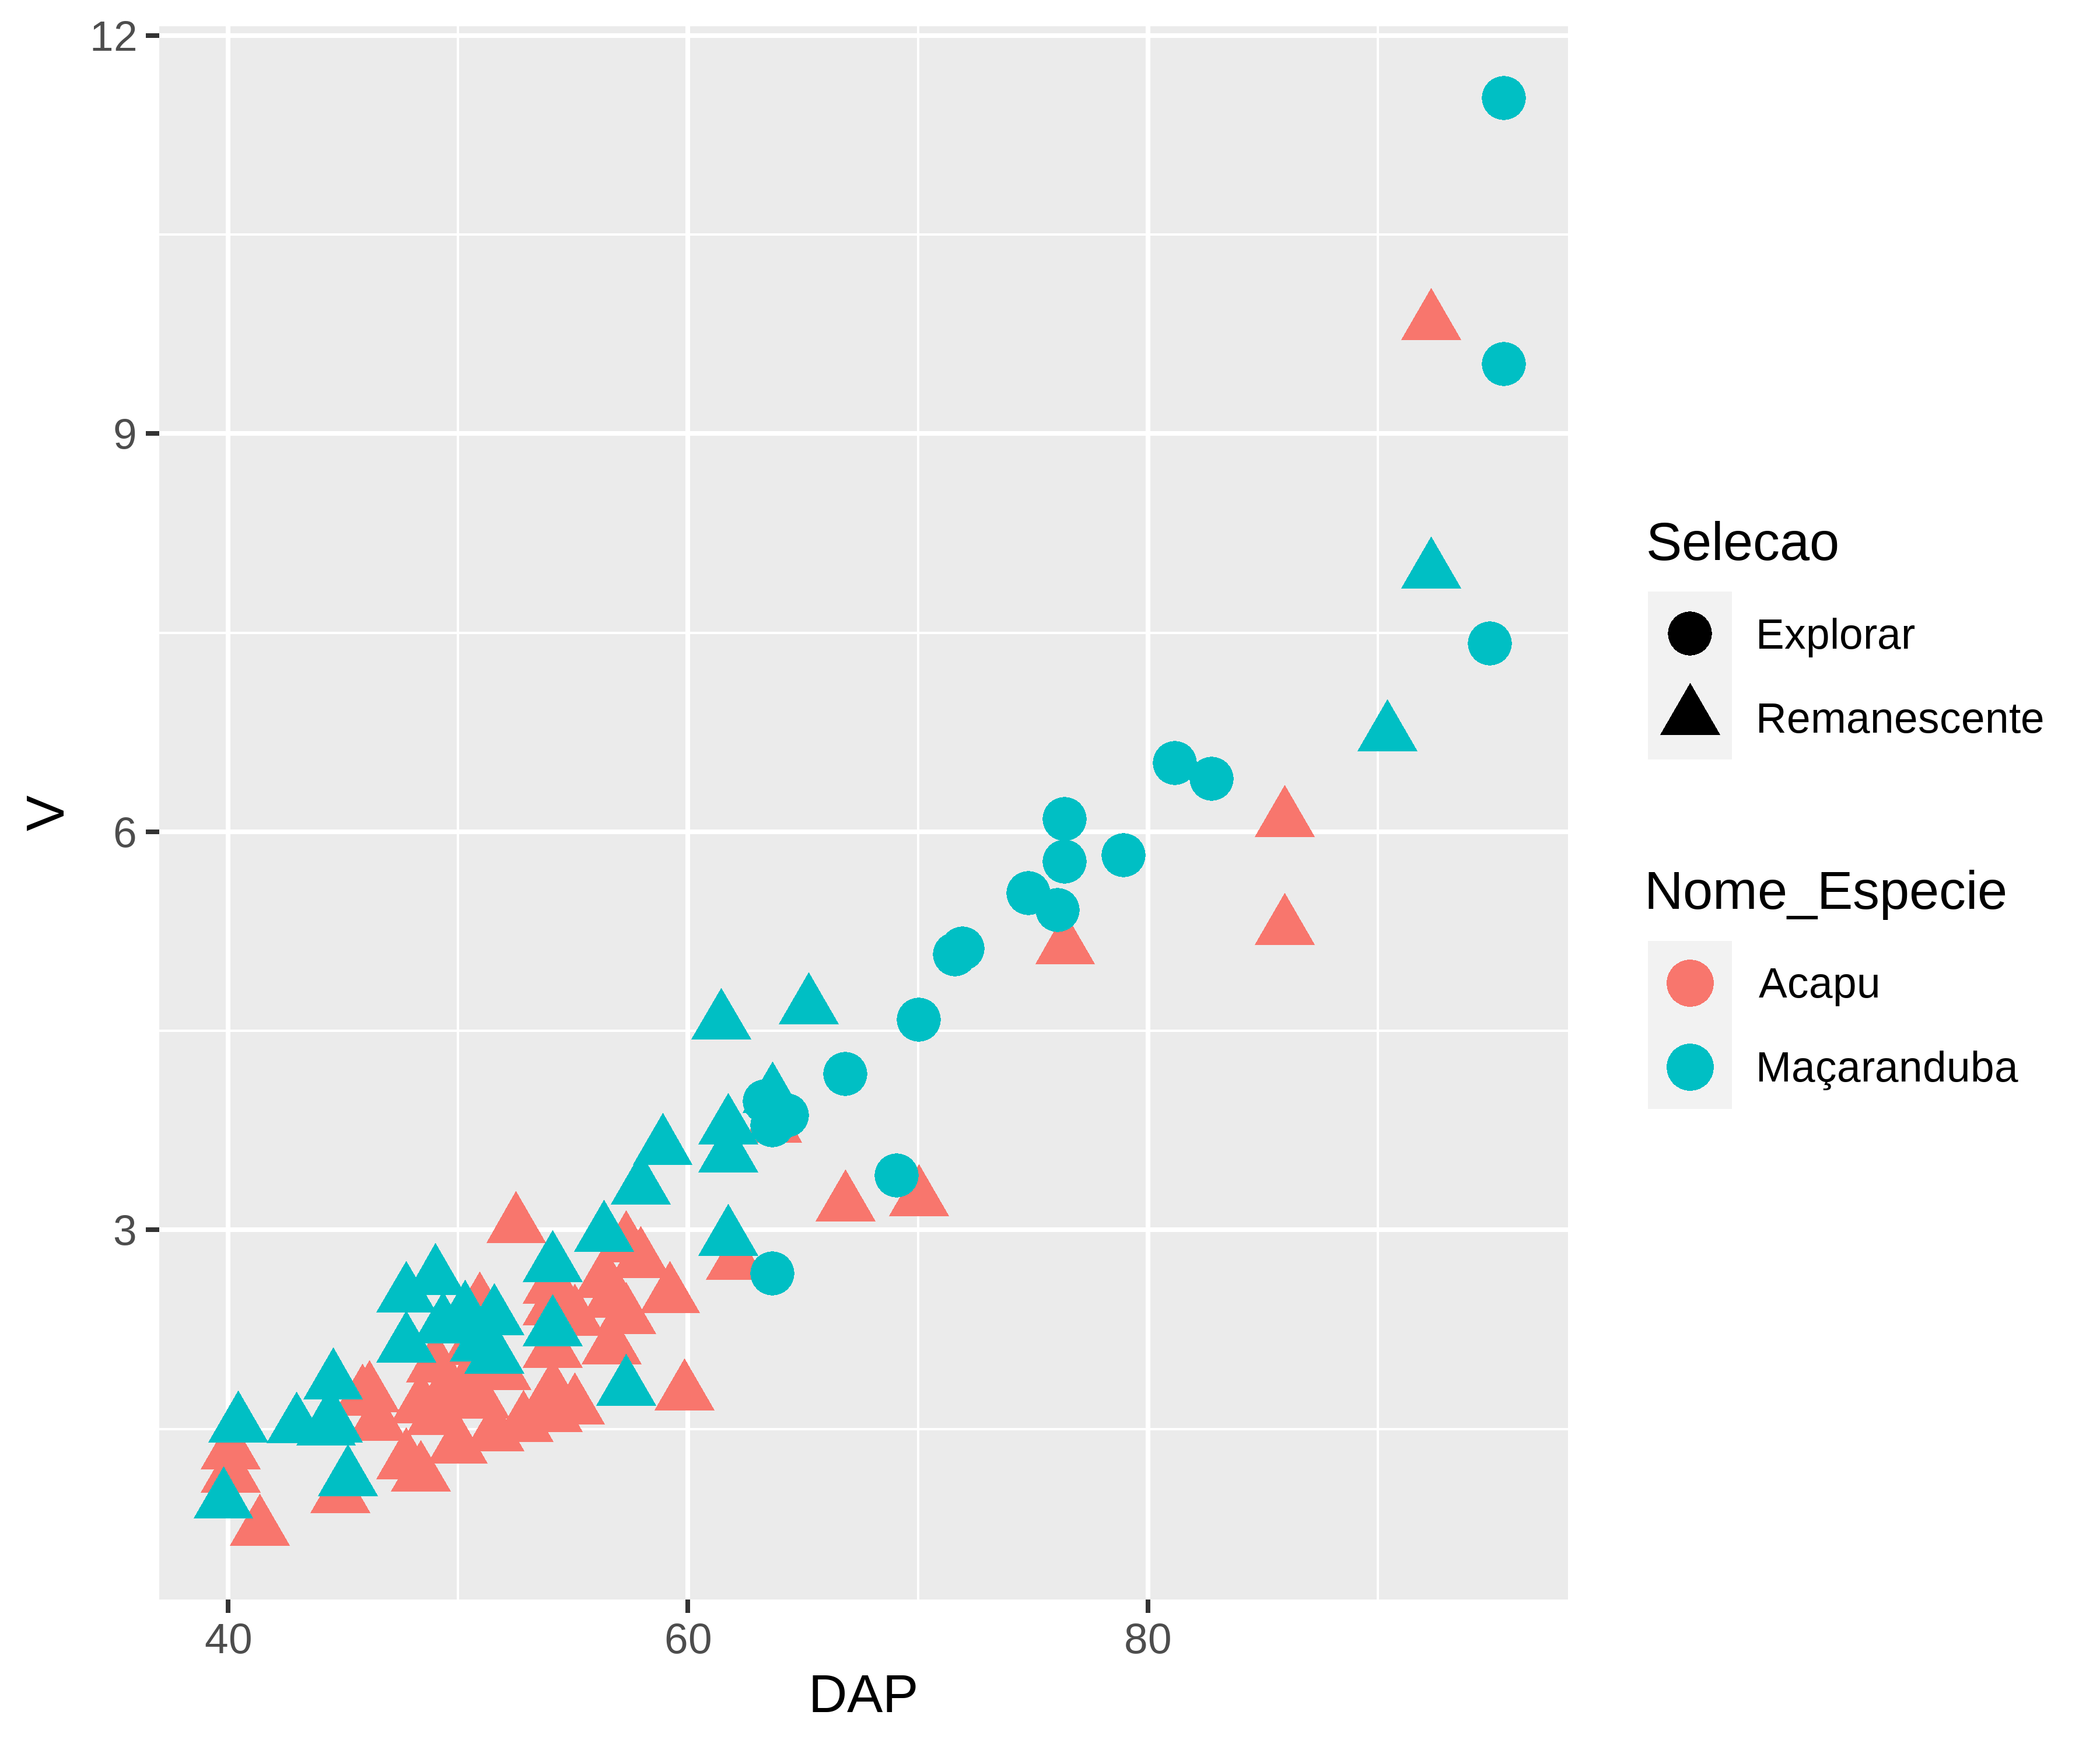 12
9
6
3
V
40
60
80
DAP
Selecao
Explorar
Remanescente
Nome_Especie
Acapu
Maçaranduba